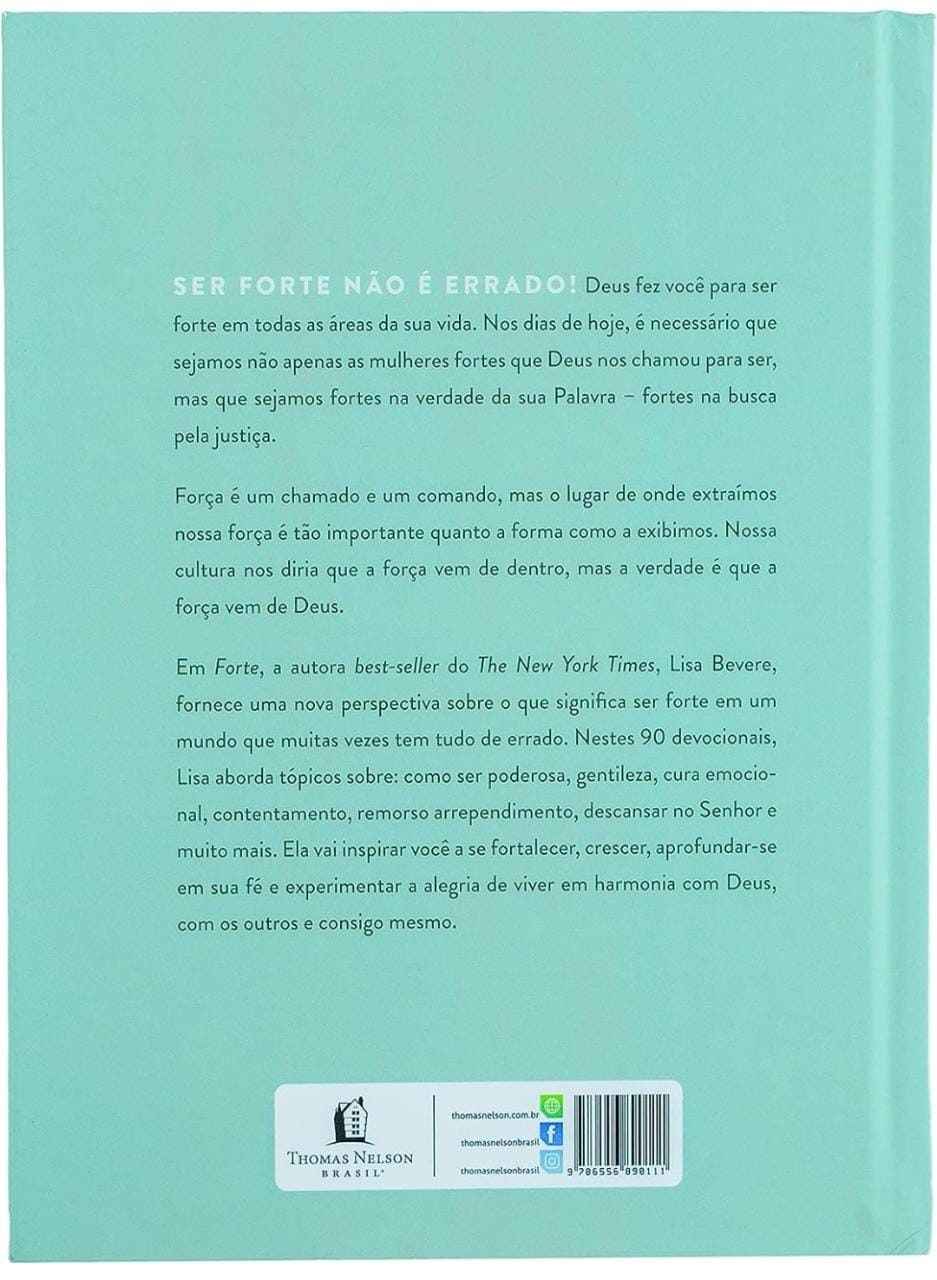 SER FORTE NÃO É ERRADO! Deus fez você para ser
forte em todas as áreas da sua vida. Nos dias de hoje, é necessário que
sejamos não apenas as mulheres fortes que Deus nos chamou para ser,
mas que sejamos fortes na verdade da sua Palavra – fortes na busca
pela justiça.
Força é um chamado e um comando, mas o lugar de onde extraímos
nossa força é tão importante quanto a forma como a exibimos. Nossa
cultura nos diria que a força vem de dentro, mas a verdade é que a
força vem de Deus.
Em Forte, a autora best-seller do The New York Times, Lisa Bevere,
fornece uma nova perspectiva sobre o que significa ser forte em um
mundo que muitas vezes tem tudo de errado. Nestes 90 devocionais,
Lisa aborda tópicos sobre: como ser poderosa, gentileza, cura emocio-
nal, contentamento, remorso arrependimento, descansar no Senhor e
muito mais. Ela vai inspirar você a se fortalecer, crescer, aprofundar-se
em sua fé e experimentar a alegria de viver em harmonia com Deus,
com os outros e consigo mesmo.
THOMAS NELSON
BRASIL®
thomasnelson.com.br
thomasnelsonbrasil
thomasnelsonbrasil
9 786556 890111